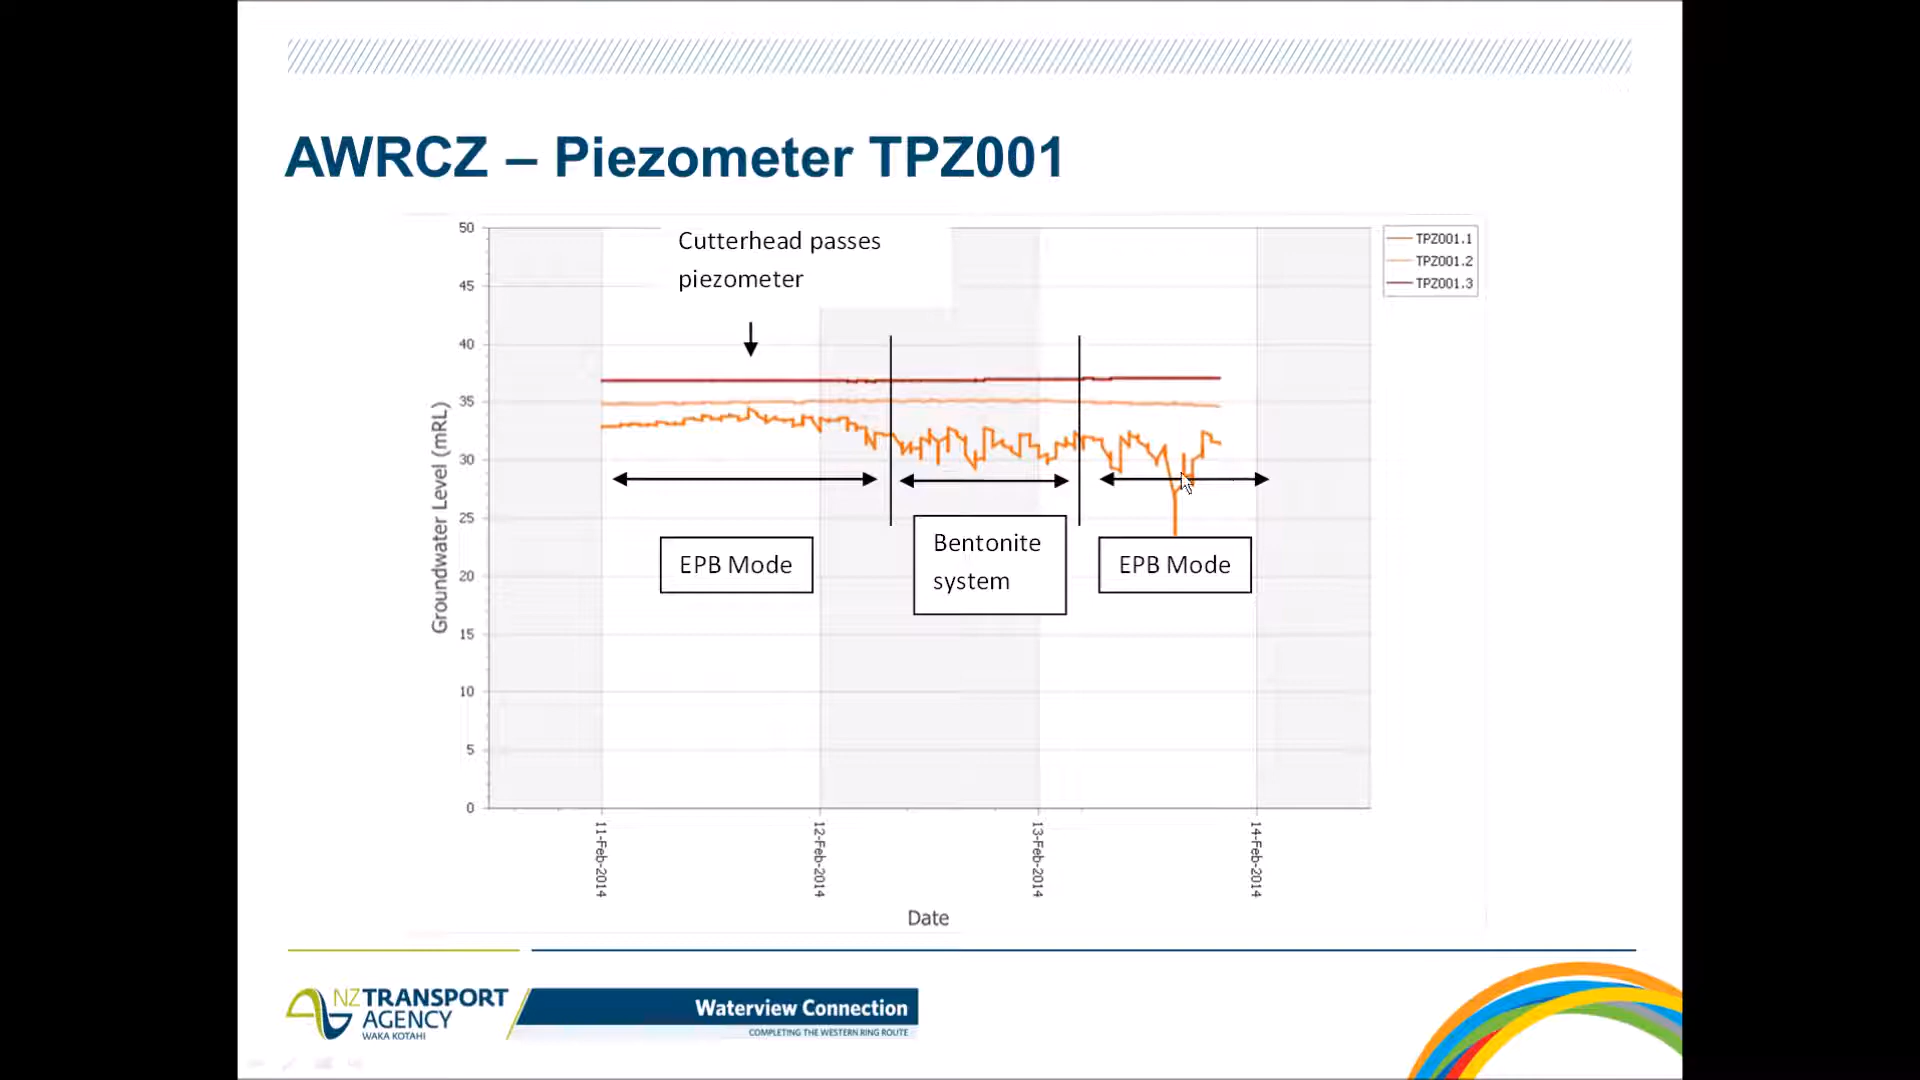 AWRCZ – Piezometer TPZ001
Cutterhead passes
piezometer
TPZ001.1
TPZ001.2
TPZ001.3
50
45
40
35
30
25
20
15
10
5
0
Groundwater Level (mRL)
EPB Mode
Bentonite
system
EPB Mode
11-Feb-2014
12-Feb-2014
13-Feb-2014
14-Feb-2014
Date
NZTRANSPORT
AGENCY
WAKA KOTAHI
Waterview Connection
COMPLETING THE WESTERN RING ROUTE